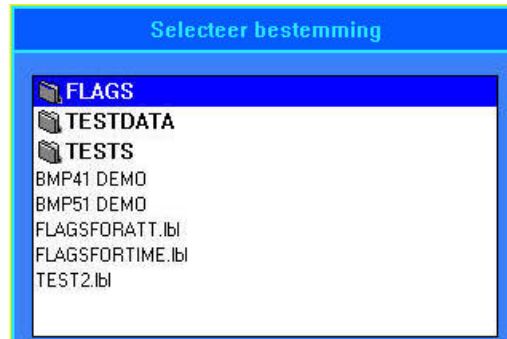 Selecteer bestemming
FLAGS
TESTDATA
TESTS
BMP41 DEMO
BMP51 DEMO
FLAGSFORATT.lbl
FLAGSFORTIME.lbl
TEST2.lbl